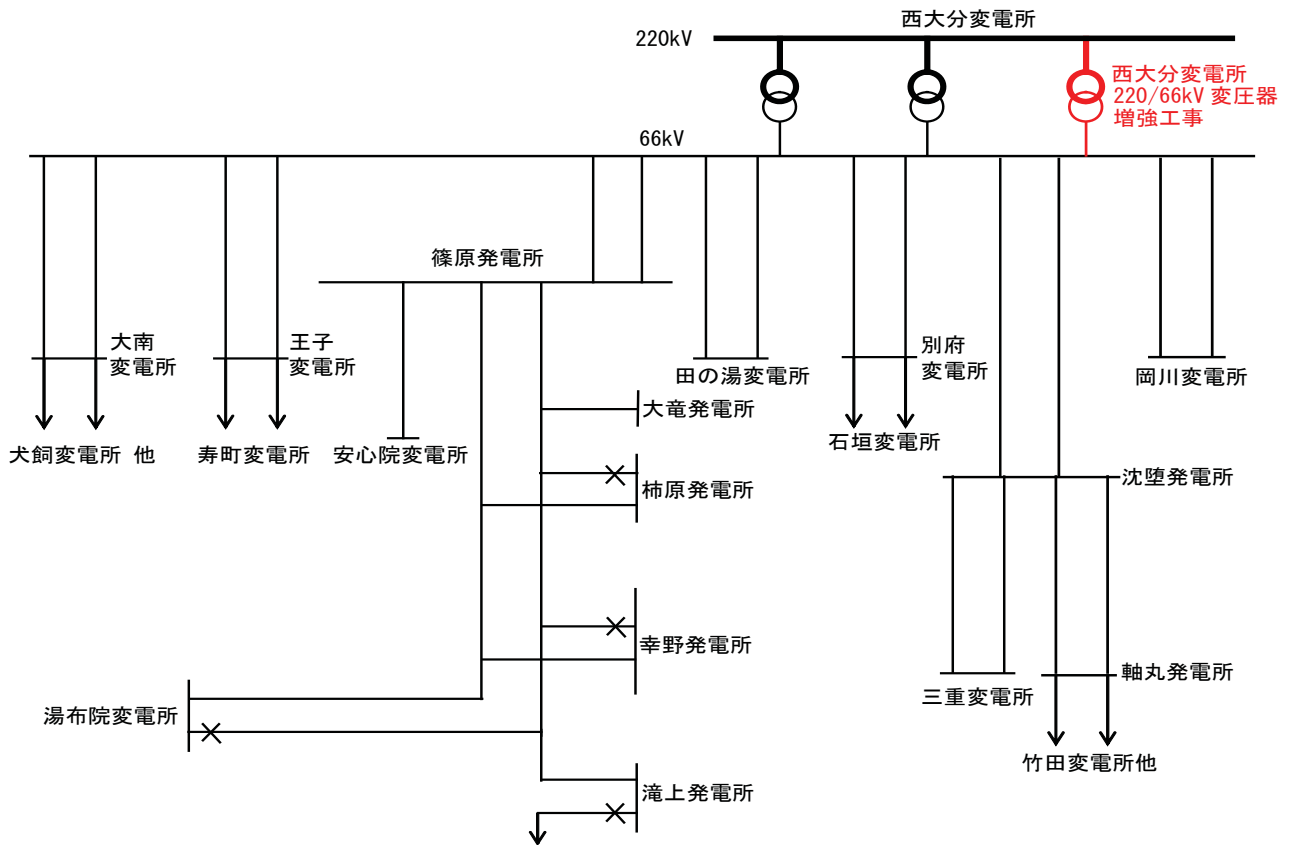 西大分変電所
220kV
西大分変電所
220/66kV 変圧器
増強工事
66kV
篠原発電所
大南
変電所
王子
変電所
田の湯変電所
別府
変電所
岡川変電所
大竜発電所
犬飼変電所 他
寿町変電所
安心院変電所
石垣変電所
柿原発電所
沈堕発電所
幸野発電所
軸丸発電所
三重変電所
湯布院変電所
竹田変電所他
滝上発電所